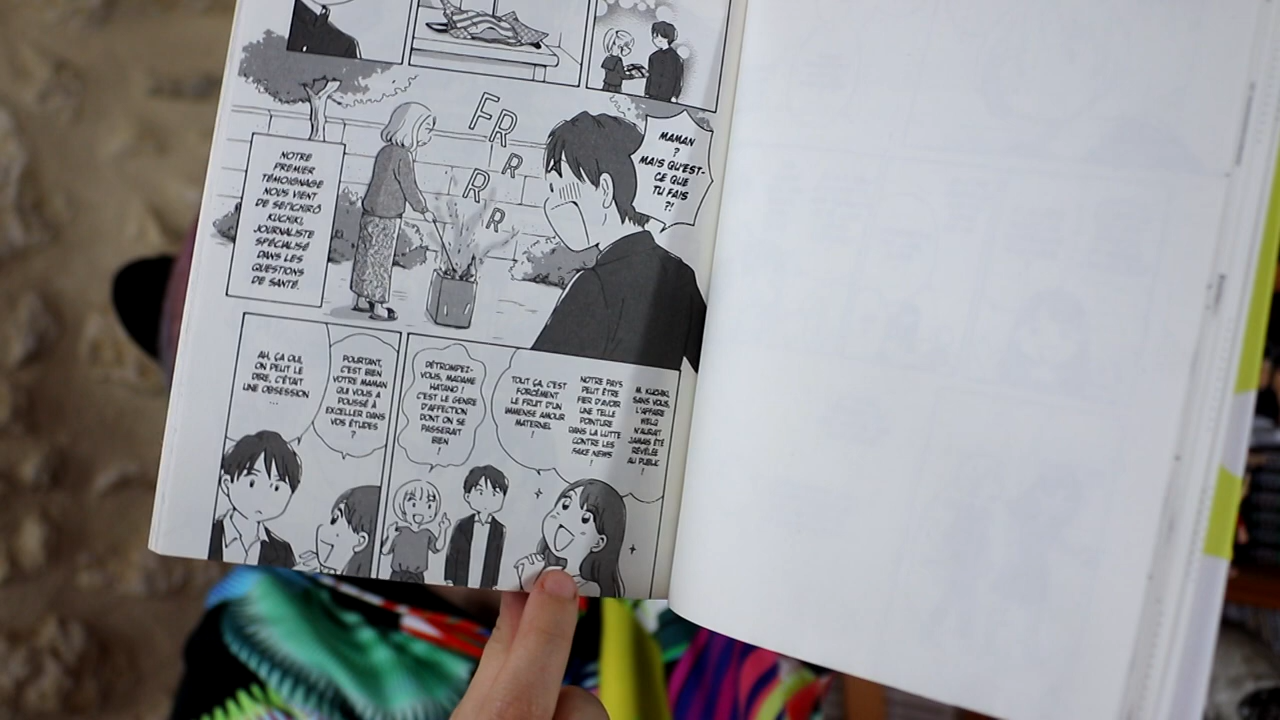 MAMAN
?
MAIS QU'EST-
CE QUE
TU FAIS
?!
FR
R
R
R
NOTRE
PREMIER
TÉMOIGNAGE
NOUS VIENT
DE SEI'ICHIRÔ
KUCHIKI,
JOURNALISTE
SPÉCIALISÉ
DANS LES
QUESTIONS
DE SANTÉ.
M. KUCHIKI,
SANS VOUS,
L'AFFAIRE
WELQ
N'AURAIT
JAMAIS ÉTÉ
RÉVÉLÉE
AU PUBLIC
!
NOTRE PAYS
PEUT ÊTRE
FIER D'AVOIR
UNE TELLE
POINTURE
DANS LA LUTTE
CONTRE LES
FAKE NEWS
!
TOUT ÇA, C'EST
FORCÉMENT
LE FRUIT D'UN
IMMENSE AMOUR
MATERNEL
!
DÉTROMPEZ-
VOUS, MADAME
HATANO !
C'EST LE GENRE
D'AFFECTION
DONT ON SE
PASSERAIT
BIEN
!
POURTANT,
C'EST BIEN
VOTRE MAMAN
QUI VOUS A
POUSSÉ À
EXCELLER DANS
VOS ÉTUDES
?
AH, ÇA OUI,
ON PEUT LE
DIRE, C'ÉTAIT
UNE OBSESSION
...